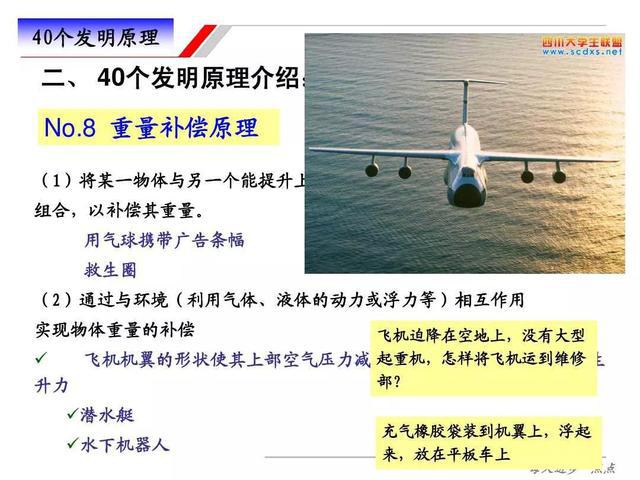 40个发明原理
四川大学生联盟
www.scdxs.com
二、 40个发明原理介绍:
No.8 重量补偿原理
（1）将某一物体与另一个能提升上
组合，以补偿其重量。
用气球携带广告条幅
救生圈
（2）通过与环境（利用气体、液体的动力或浮力等）相互作用
实现物体重量的补偿
✓ 飞机机翼的形状使其上部空气压力减
生
升力
✓潜水艇
✓水下机器人
飞机迫降在空地上，没有大型
起重机，怎样将飞机运到维修
部？
充气橡胶袋装到机翼上，浮起
来，放在平板车上
点点